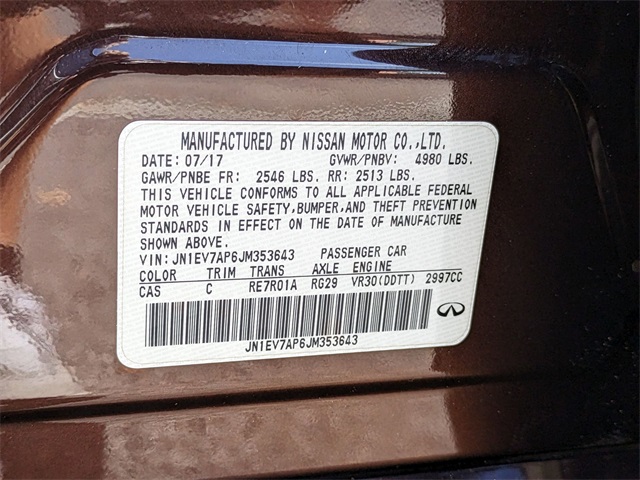 MANUFACTURED BY NISSAN MOTOR CO.,LTD.
DATE: 07/17 GVWR/PNBV: 4980 LBS.
GAWR/PNBE FR: 2546 LBS. RR: 2513 LBS.
THIS VEHICLE CONFORMS TO ALL APPLICABLE FEDERAL
MOTOR VEHICLE SAFETY,BUMPER,AND THEFT PREVENTION
STANDARDS IN EFFECT ON THE DATE OF MANUFACTURE
SHOWN ABOVE.
VIN: JN1EV7AP6JM353643 PASSENGER CAR
COLOR TRIM TRANS AXLE ENGINE
CAS C RE7R01A RG29 VR30(DDTT) 2997CC
JN1EV7AP6JM353643